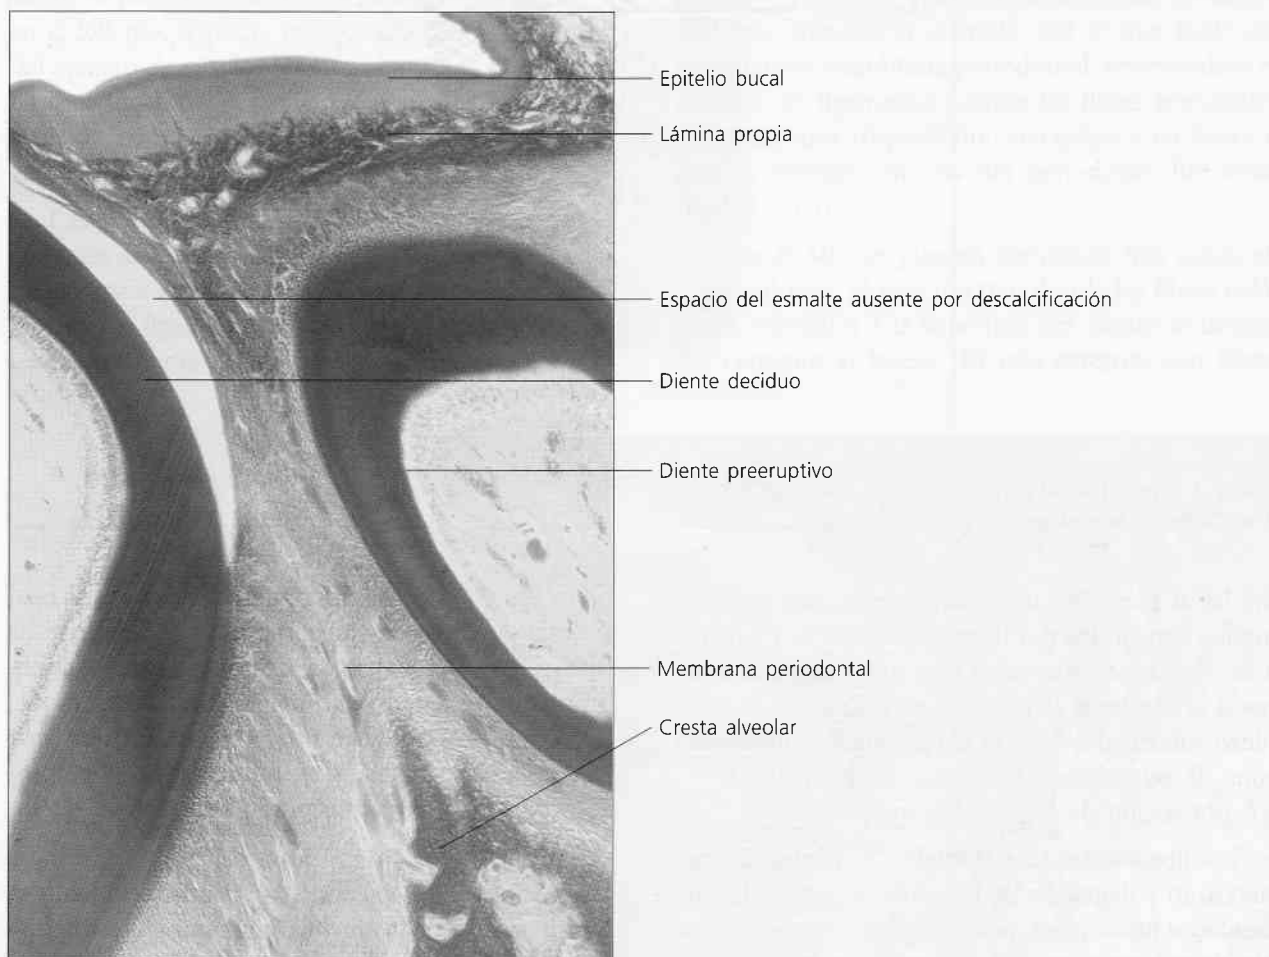 Epitelio bucal
Lámina propia
Espacio del esmalte ausente por descalcificación
Diente deciduo
Diente preeruptivo
Membrana periodontal
Cresta alveolar